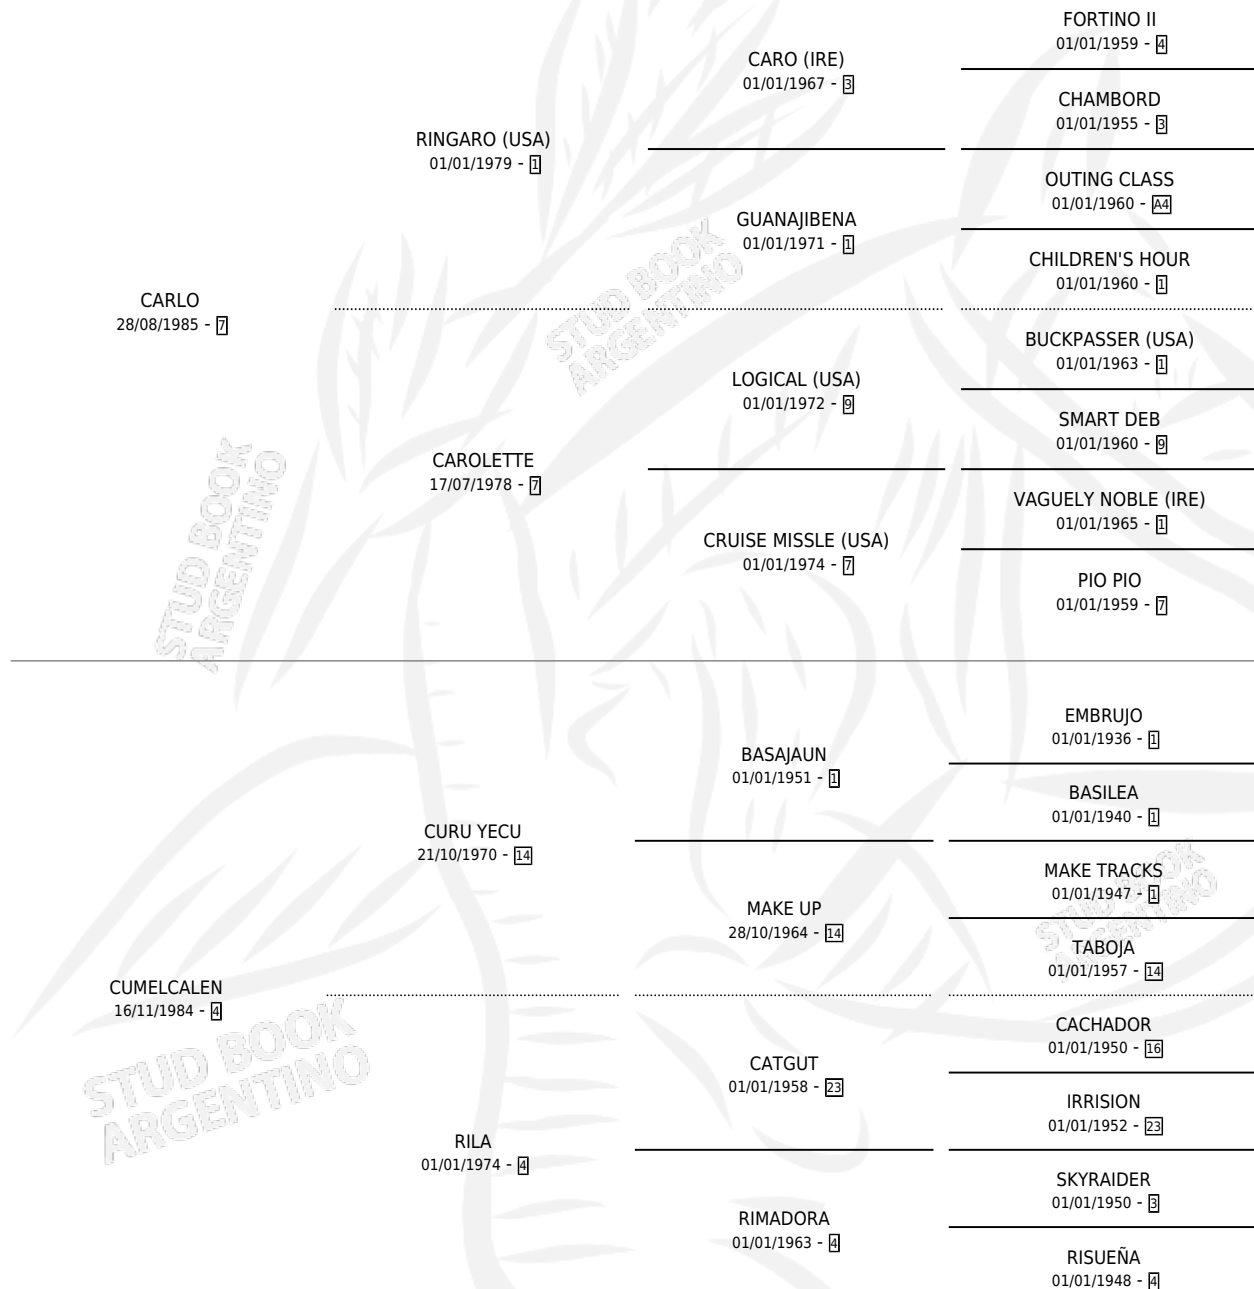 FORTINO II
01/01/1959 - 4
CARO (IRE)
01/01/1967 - 3
CHAMBORD
01/01/1955 - 3
RINGARO (USA)
01/01/1979 - 1
OUTING CLASS
01/01/1960 - A4
GUANAJIBENA
01/01/1971 - 1
CHILDREN'S HOUR
01/01/1960 - 1
CARLO
28/08/1985 - 7
BUCKPASSER (USA)
01/01/1963 - 1
LOGICAL (USA)
01/01/1972 - 9
SMART DEB
01/01/1960 - 9
CAROLETTE
17/07/1978 - 7
VAGUELY NOBLE (IRE)
01/01/1965 - 1
CRUISE MISSLE (USA)
01/01/1974 - 7
PIO PIO
01/01/1959 - 7
EMBRUJO
01/01/1936 - 1
BASAJAUN
01/01/1951 - 1
BASILEA
01/01/1940 - 1
CURU YECU
21/10/1970 - 14
MAKE TRACKS
01/01/1947 - 1
MAKE UP
28/10/1964 - 14
TABOJA
01/01/1957 - 14
CUMELCALEN
16/11/1984 - 4
CACHADOR
01/01/1950 - 16
CATGUT
01/01/1958 - 23
IRRISION
01/01/1952 - 23
RILA
01/01/1974 - 4
SKYRAIDER
01/01/1950 - 3
RIMADORA
01/01/1963 - 4
RISUEÑA
01/01/1948 - 4
STUD BOOK
ARGENTINO
STUD BOOK
ARGENTINO
STUD BOOK
ARGENTINO
STUD BOOK
ARGENTINO